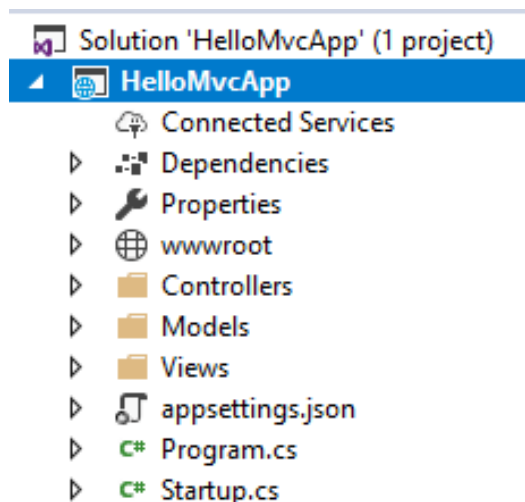 Solution 'HelloMvcApp' (1 project)
HelloMvcApp
Connected Services
Dependencies
Properties
wwwroot
Controllers
Models
Views
appsettings.json
C# Program.cs
C# Startup.cs